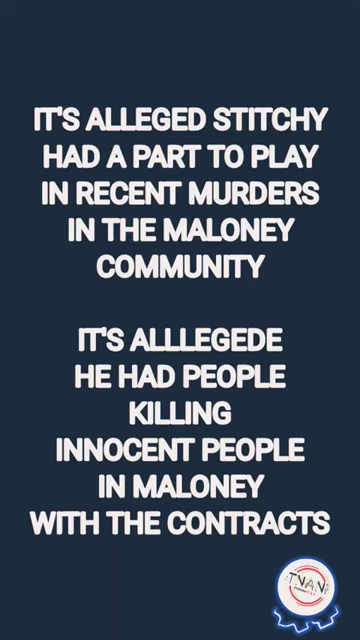 IT'S ALLEGED STITCHY
HAD A PART TO PLAY
IN RECENT MURDERS
IN THE MALONEY
COMMUNITY
IT'S ALLLEGEDE
HE HAD PEOPLE
KILLING
INNOCENT PEOPLE
IN MALONEY
WITH THE CONTRACTS